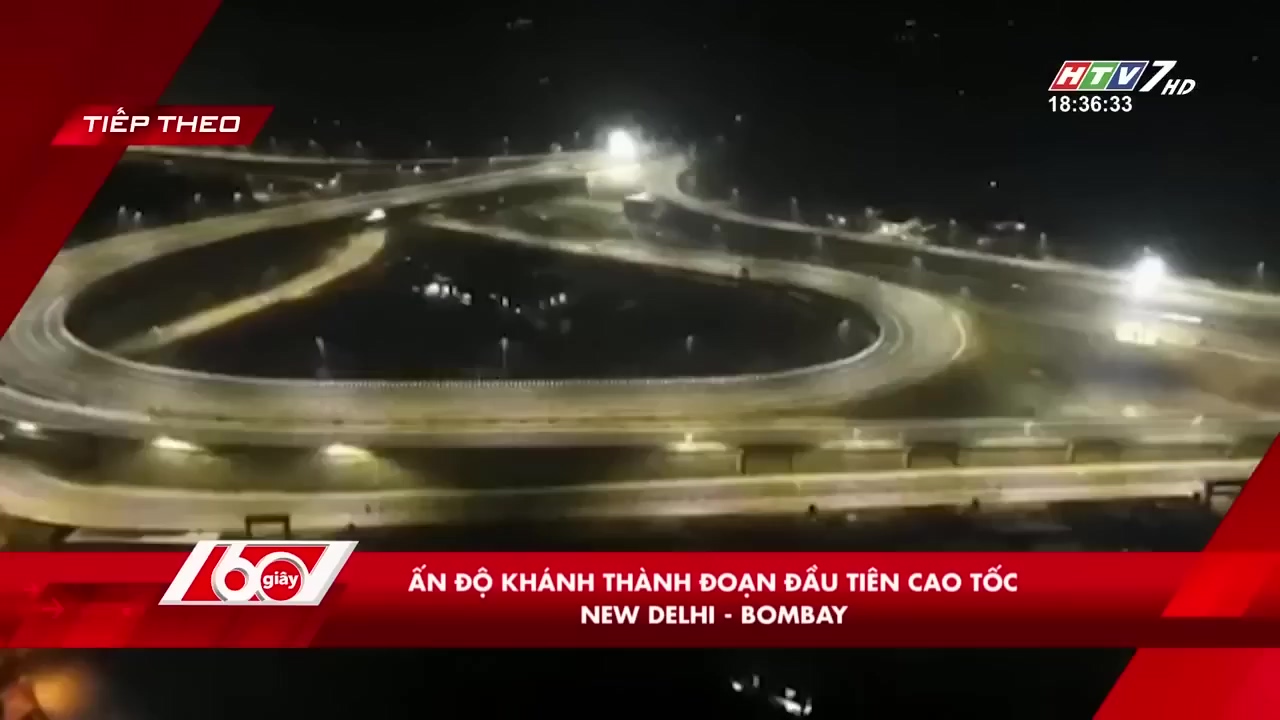 HTV7 HD
18:36:33
TIẾP THEO
60 giây
ẤN ĐỘ KHÁNH THÀNH ĐOẠN ĐẦU TIÊN CAO TỐC
NEW DELHI - BOMBAY